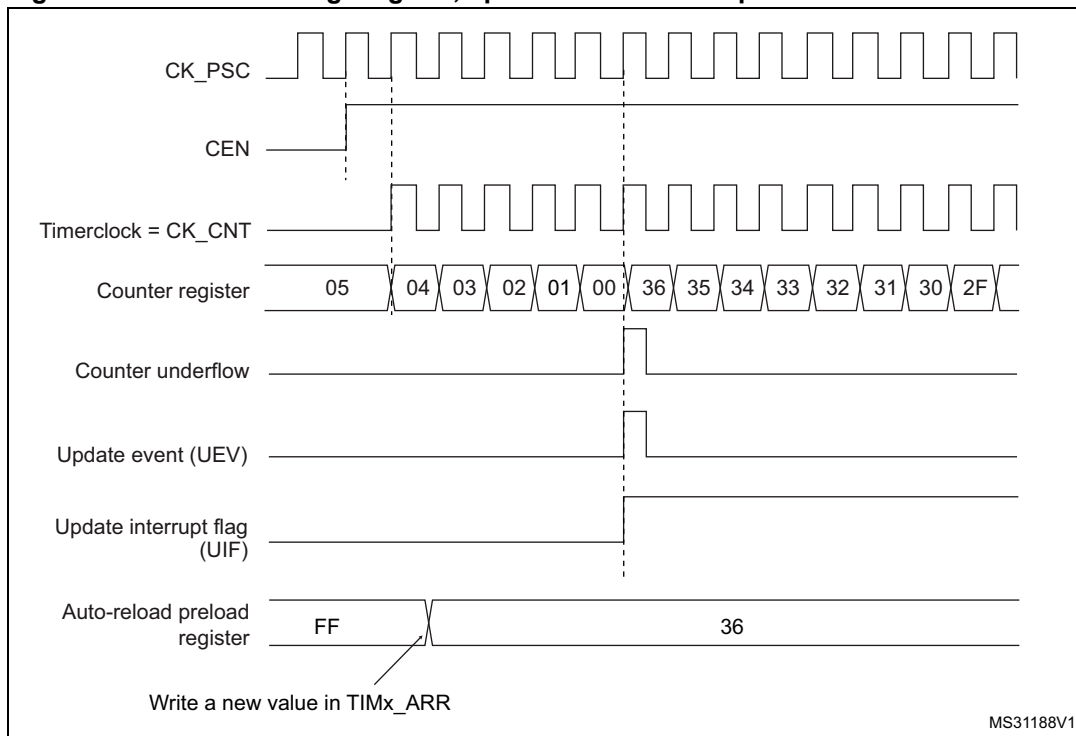 CK_PSC
CEN
Timerclock = CK_CNT
Counter register 05 04 03 02 01 00 36 35 34 33 32 31 30 2F
Counter underflow
Update event (UEV)
Update interrupt flag
(UIF)
Auto-reload preload
register
FF 36
Write a new value in TIMx_ARR
MS31188V1